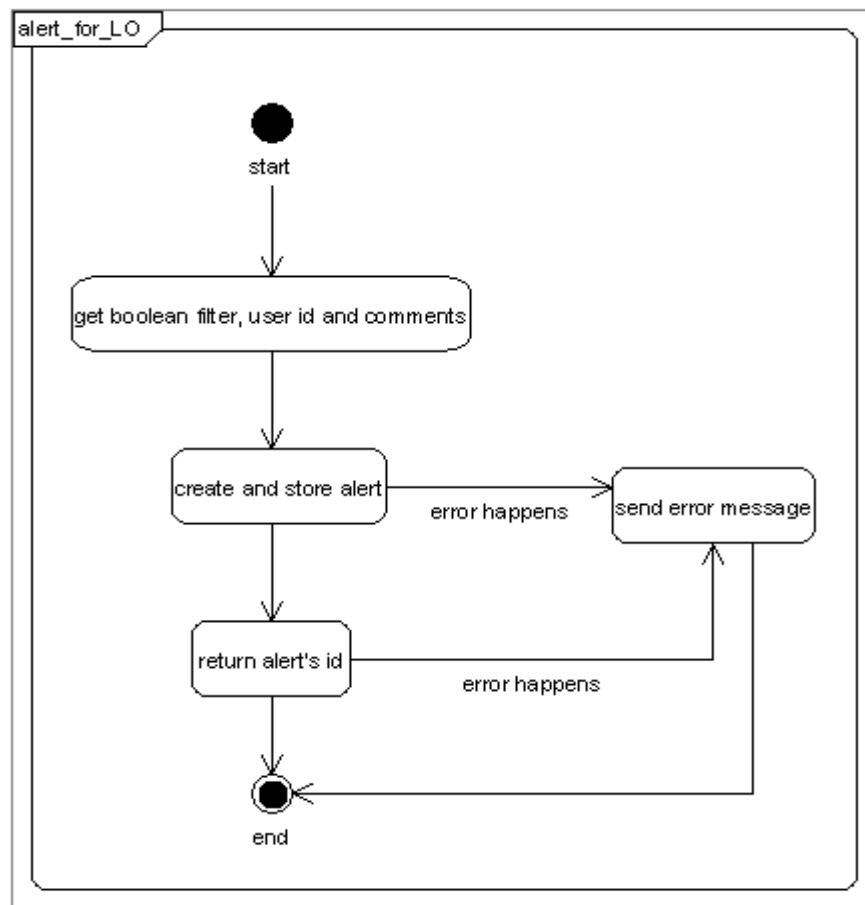 alert_for_LO
start
get boolean filter, user id and comments
create and store alert
error happens
send error message
return alert's id
error happens
end